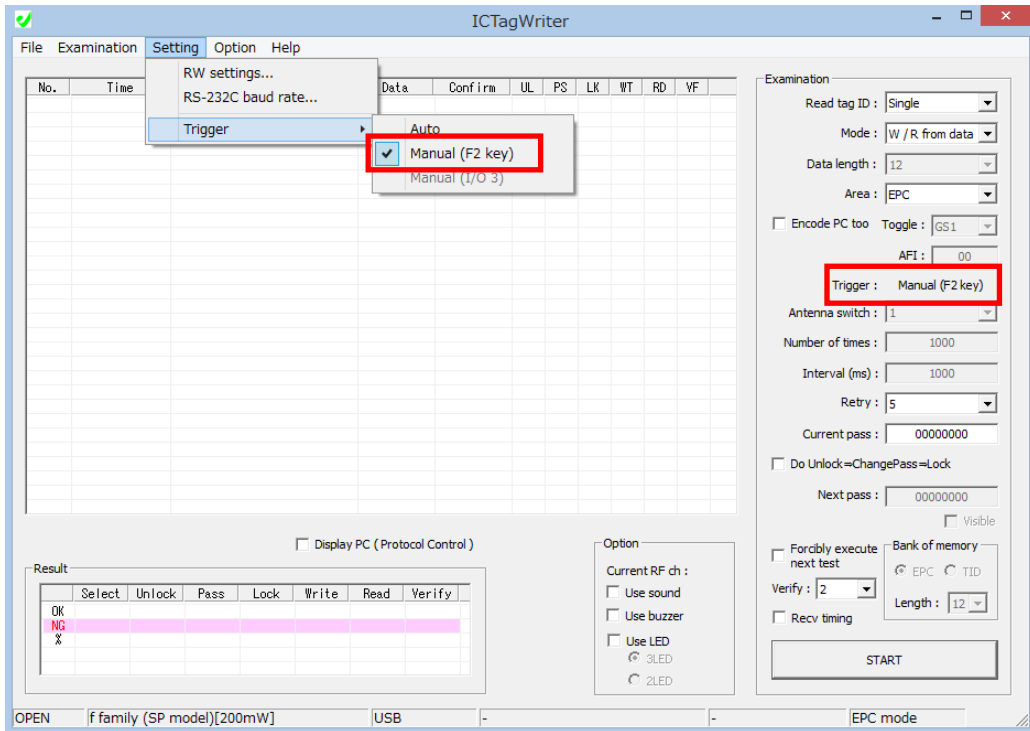 ICTagWriter
File Examination Setting Option Help
RW settings...
RS-232C baud rate...
Trigger
Auto
Manual (F2 key)
Manual (I/O 3)
No. Time Data Confirm UL PS LK WT RD VF
Examination
Read tag ID : Single
Mode : W / R from data
Data length : 12
Area : EPC
Encode PC too Toggle : GS1
AFI : 00
Trigger : Manual (F2 key)
Antenna switch : 1
Number of times : 1000
Interval (ms) : 1000
Retry : 5
Current pass : 00000000
Do Unlock⇒ChangePass⇒Lock
Next pass : 00000000
Visible
Forcibly execute
next test
Bank of memory
EPC TID
Verify : 2
Length : 12
Recv timing
START
Display PC ( Protocol Control )
Result
Select Unlock Pass Lock Write Read Verify
OK
NG
%
Option
Current RF ch :
Use sound
Use buzzer
Use LED
3LED
2LED
OPEN f family (SP model)[200mW] USB - - EPC mode